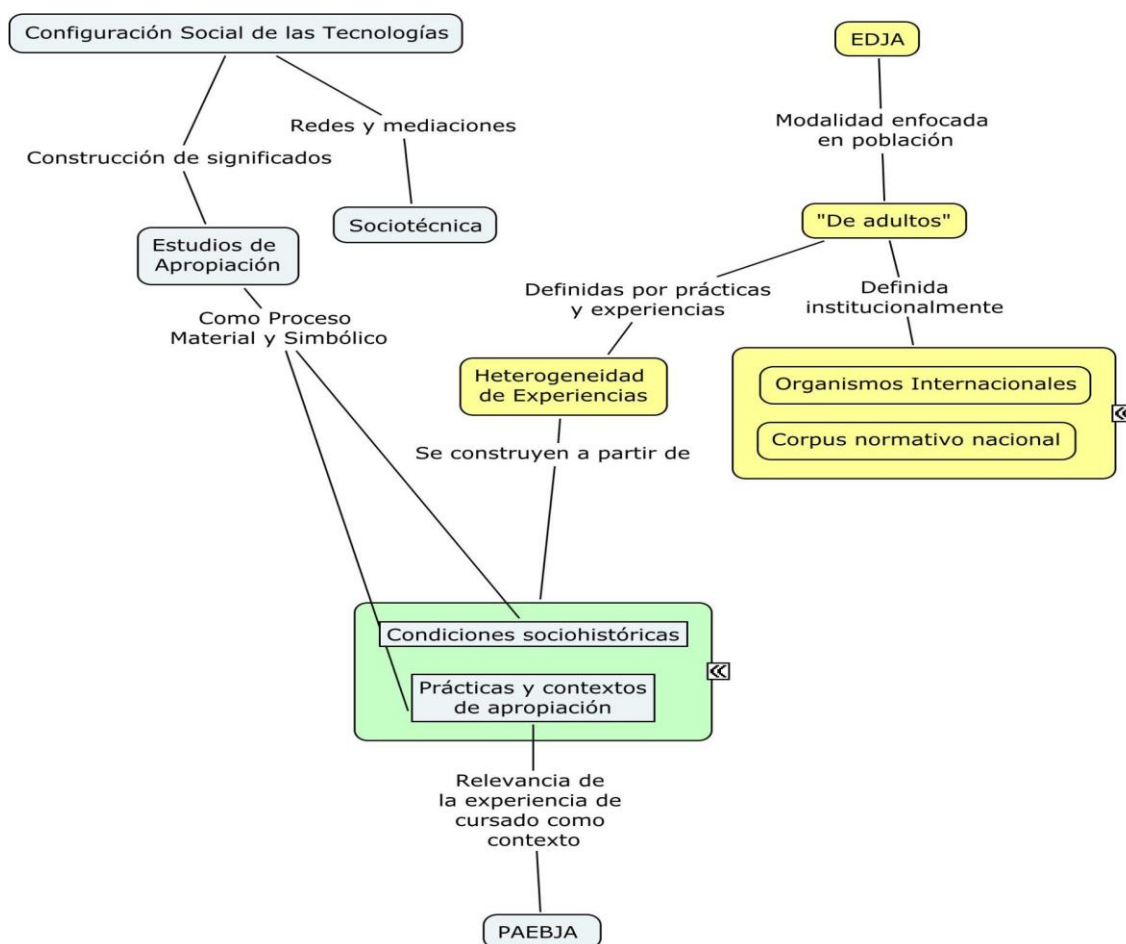 Configuración Social de las Tecnologías
EDJA
Redes y mediaciones
Modalidad enfocada
en población
Construcción de significados
Sociotécnica
"De adultos"
Estudios de
Apropiación
Definidas por prácticas
y experiencias
Definida
institucionalmente
Como Proceso
Material y Simbólico
Heterogeneidad
de Experiencias
Organismos Internacionales
Corpus normativo nacional
Se construyen a partir de
Condiciones sociohistóricas
Prácticas y contextos
de apropiación
Relevancia de
la experiencia de
cursado como
contexto
PAEBJA